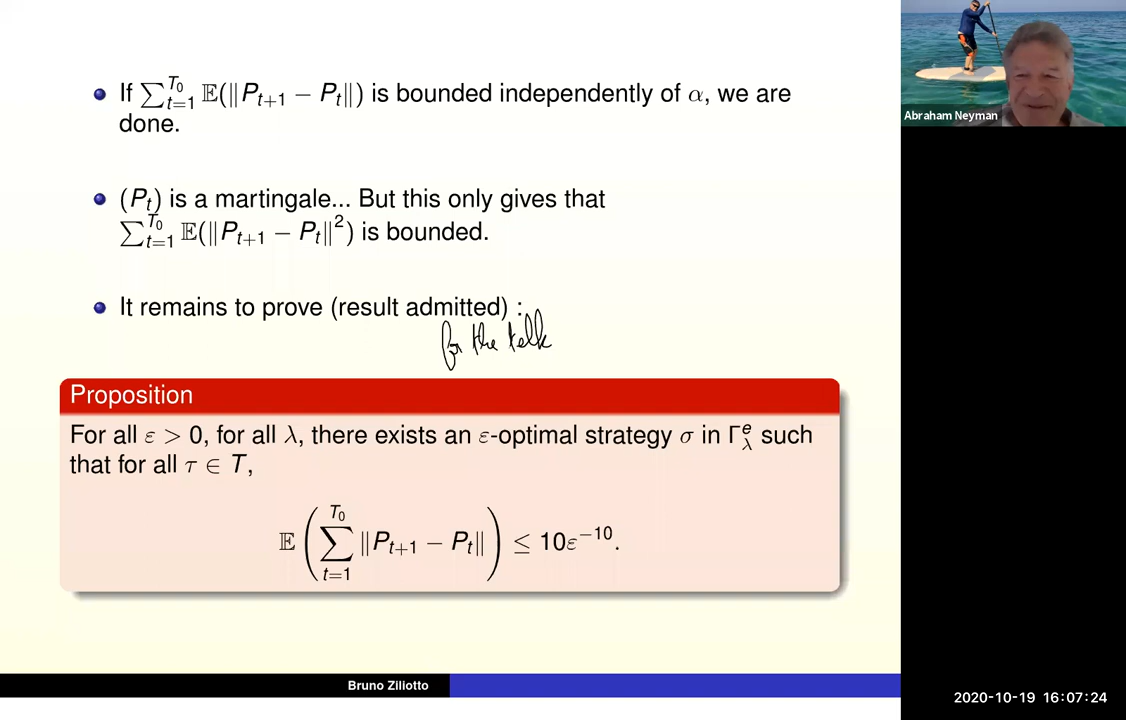 If ∑_{t=1}^{T_0} 𝔼(‖P_{t+1} − P_t‖) is bounded independently of α, we are
done.
(P_t) is a martingale... But this only gives that
∑_{t=1}^{T_0} 𝔼(‖P_{t+1} − P_t‖²) is bounded.
It remains to prove (result admitted) :
for the talk
Proposition
For all ε > 0, for all λ, there exists an ε-optimal strategy σ in Γ_λ^e such
that for all τ ∈ T,
𝔼(∑_{t=1}^{T_0} ‖P_{t+1} − P_t‖) ≤ 10ε^{−10}.
Bruno Ziliotto
Abraham Neyman
2020-10-19 16:07:24